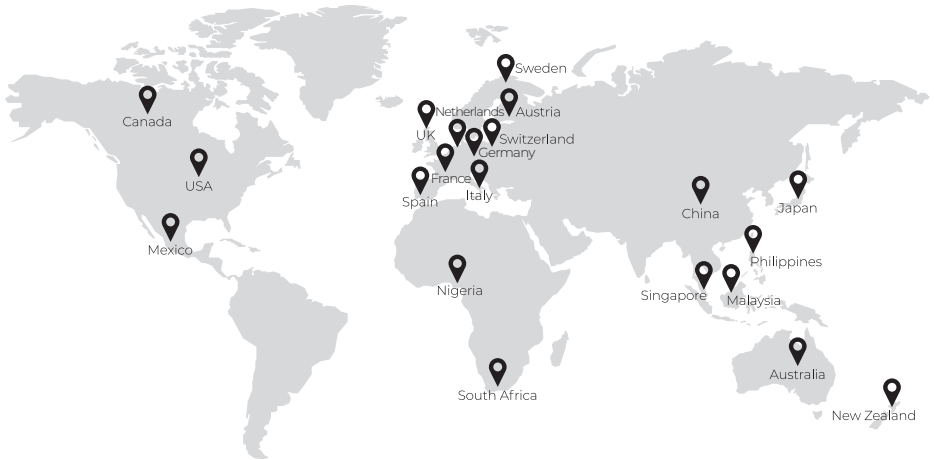 Sweden
Canada
Netherlands
Austria
UK
Switzerland
Germany
USA
France
Italy
Spain
China
Japan
Mexico
Philippines
Nigeria
Singapore
Malaysia
Australia
South Africa
New Zealand